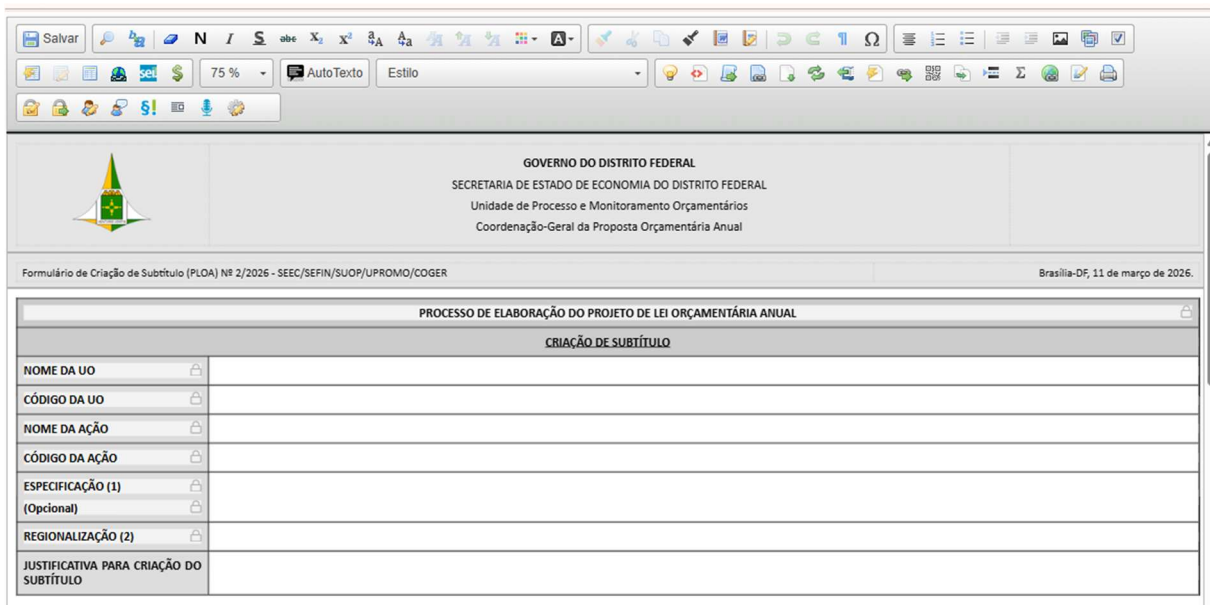 Salvar
N I S abc X₂ X² A
75 % AutoTexto Estilo
sei! $ Ω Σ
§!
GOVERNO DO DISTRITO FEDERAL
SECRETARIA DE ESTADO DE ECONOMIA DO DISTRITO FEDERAL
Unidade de Processo e Monitoramento Orçamentários
Coordenação-Geral da Proposta Orçamentária Anual
Formulário de Criação de Subtítulo (PLOA) Nº 2/2026 - SEEC/SEFIN/SUOP/UPROMO/COGER
Brasília-DF, 11 de março de 2026.
PROCESSO DE ELABORAÇÃO DO PROJETO DE LEI ORÇAMENTÁRIA ANUAL
CRIAÇÃO DE SUBTÍTULO
NOME DA UO
CÓDIGO DA UO
NOME DA AÇÃO
CÓDIGO DA AÇÃO
ESPECIFICAÇÃO (1)
(Opcional)
REGIONALIZAÇÃO (2)
JUSTIFICATIVA PARA CRIAÇÃO DO
SUBTÍTULO